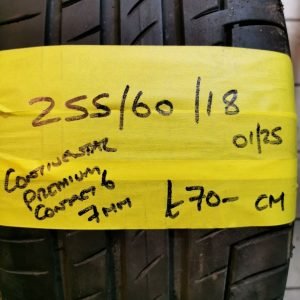 255/60/18
01/25
CONTINENTAL
PREMIUM
CONTACT 6
7MM
£70-
CM